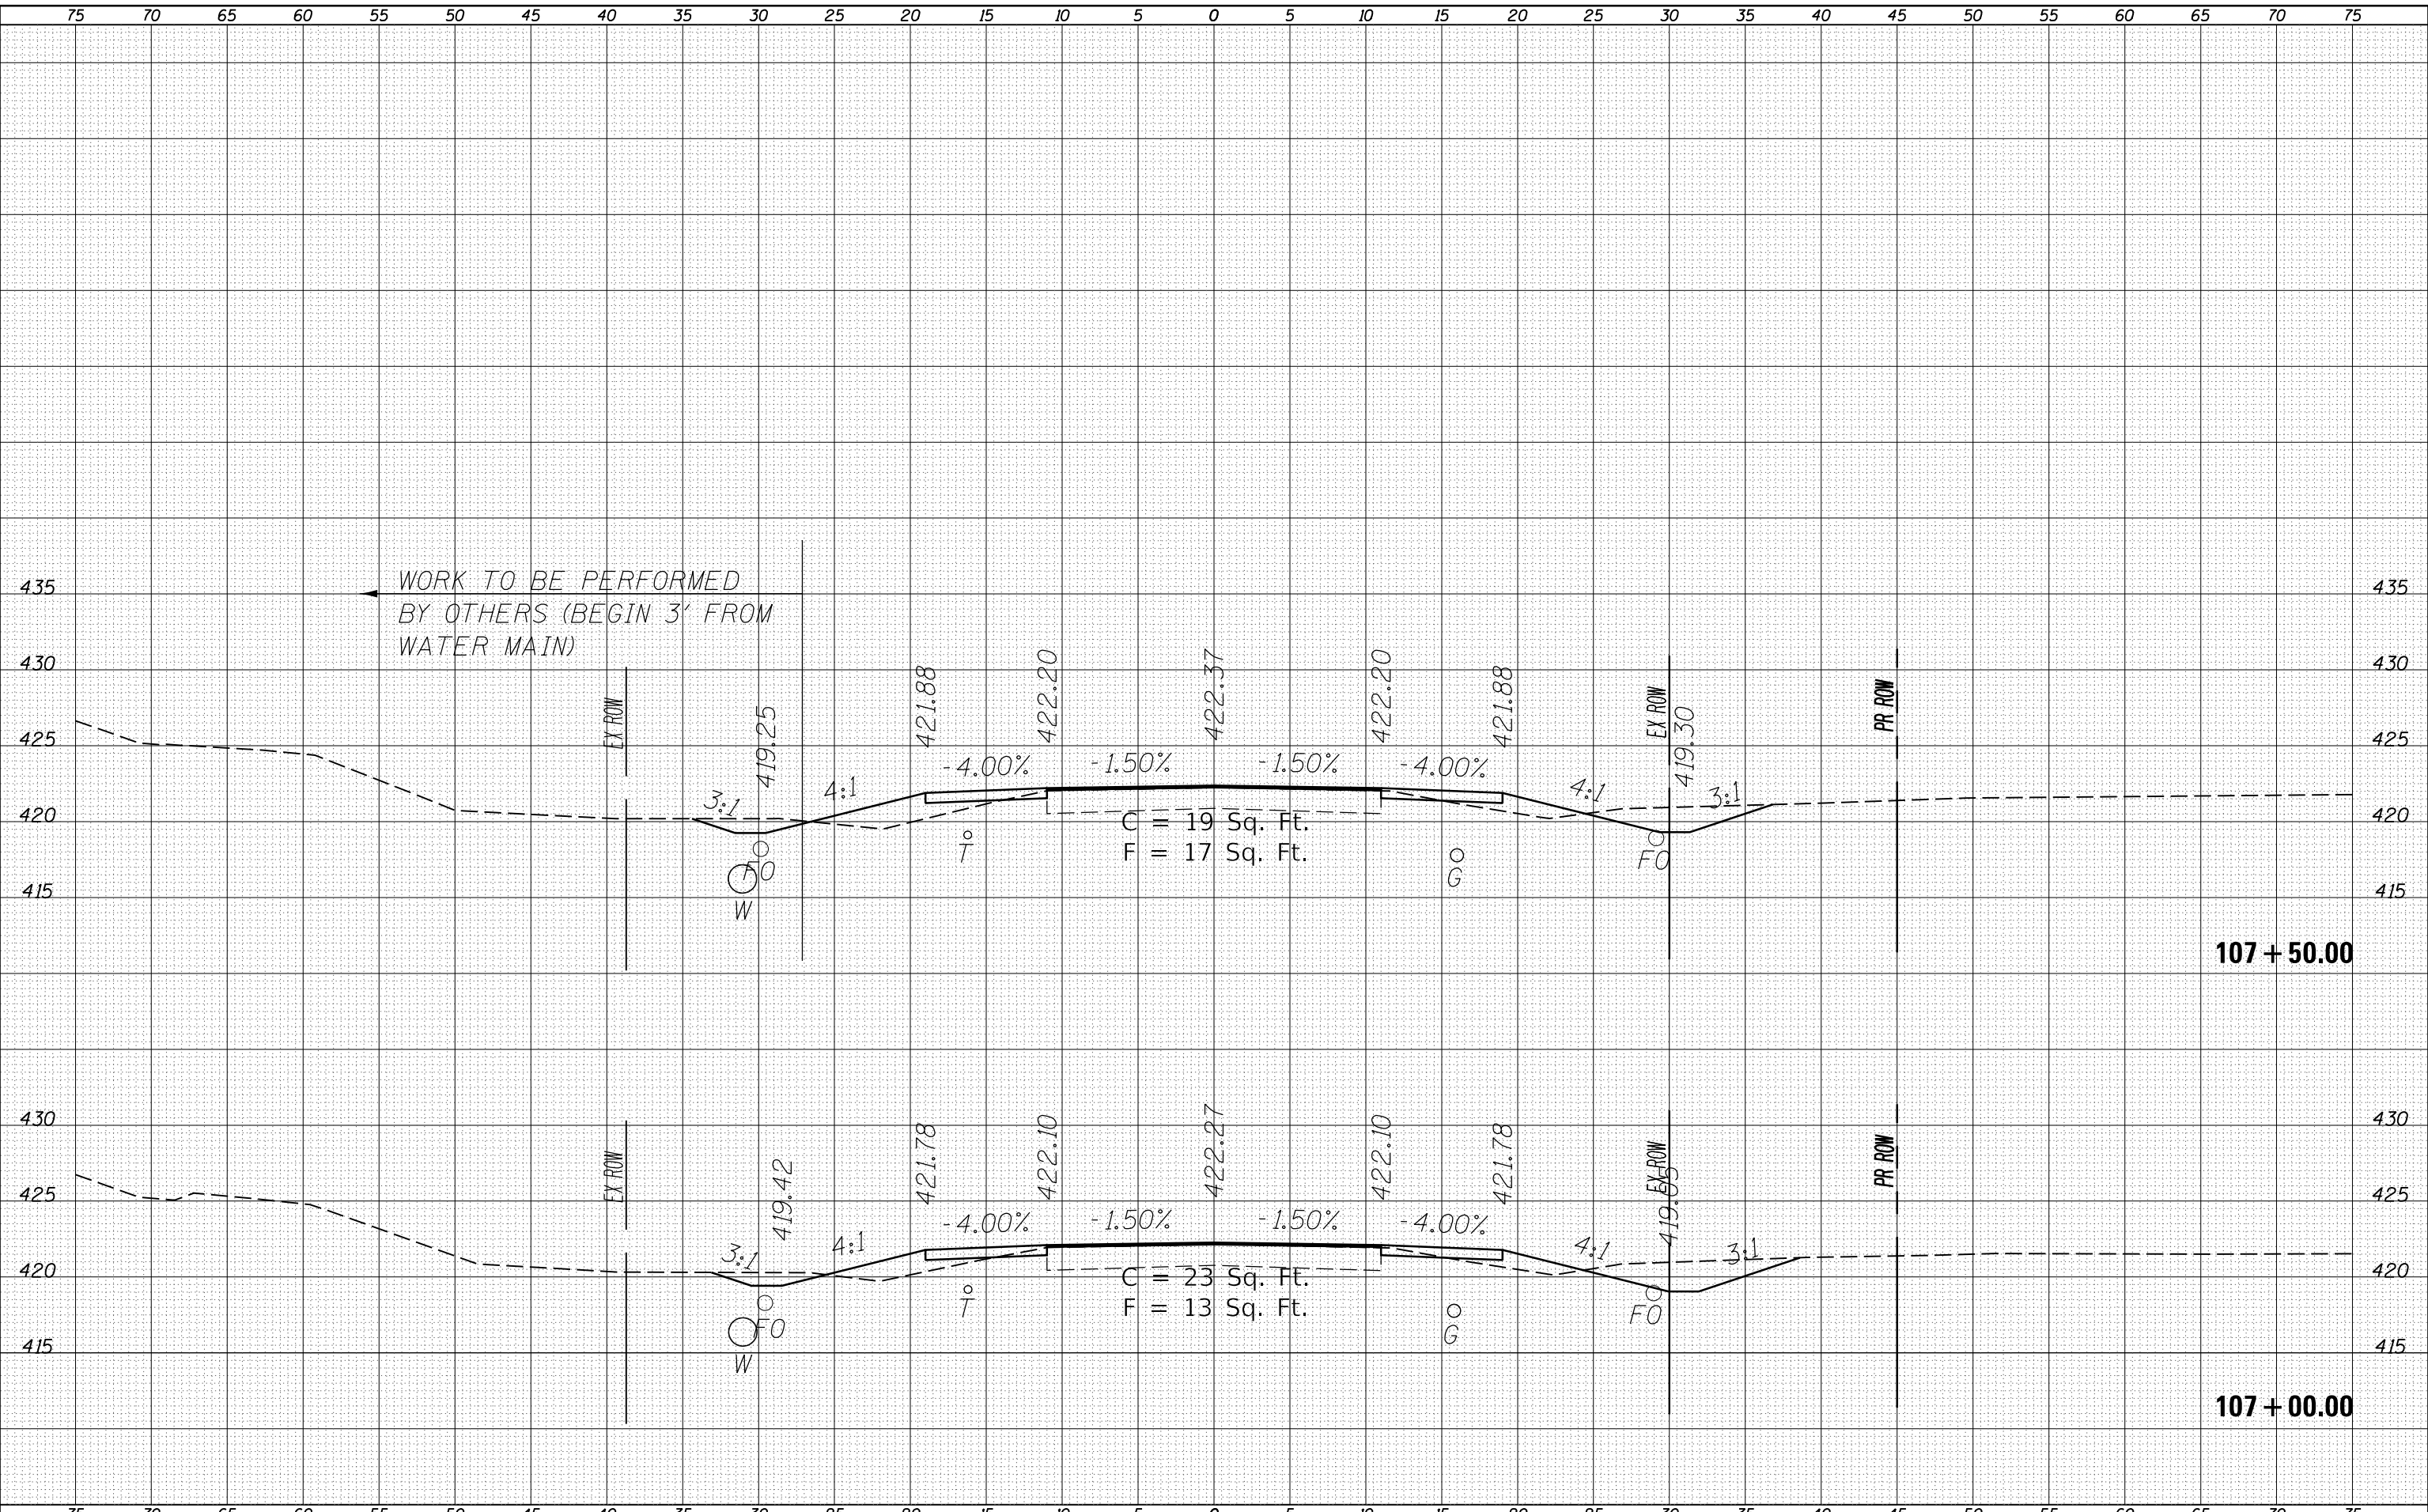 75 70 65 60 55 50 45 40 35 30 25 20 15 10 5 0 5 10 15 20 25 30 35 40 45 50 55 60 65 70 75
WORK TO BE PERFORMED
BY OTHERS (BEGIN 3' FROM
WATER MAIN)
435 435
430 430
425 425
420 420
415 415
EX ROW
419.25
421.88
422.20
422.37
422.20
421.88
EX ROW
419.30
PR ROW
3:1 4:1 -4.00% -1.50% -1.50% -4.00% 4:1 3:1
C = 19 Sq. Ft.
F = 17 Sq. Ft.
FO
W
T
G
FO
107+50.00
430 430
425 425
420 420
415 415
EX ROW
419.42
421.78
422.10
422.27
422.10
421.78
EX ROW
419.05
PR ROW
3:1 4:1 -4.00% -1.50% -1.50% -4.00% 4:1 3:1
C = 23 Sq. Ft.
F = 13 Sq. Ft.
FO
W
T
G
FO
107+00.00